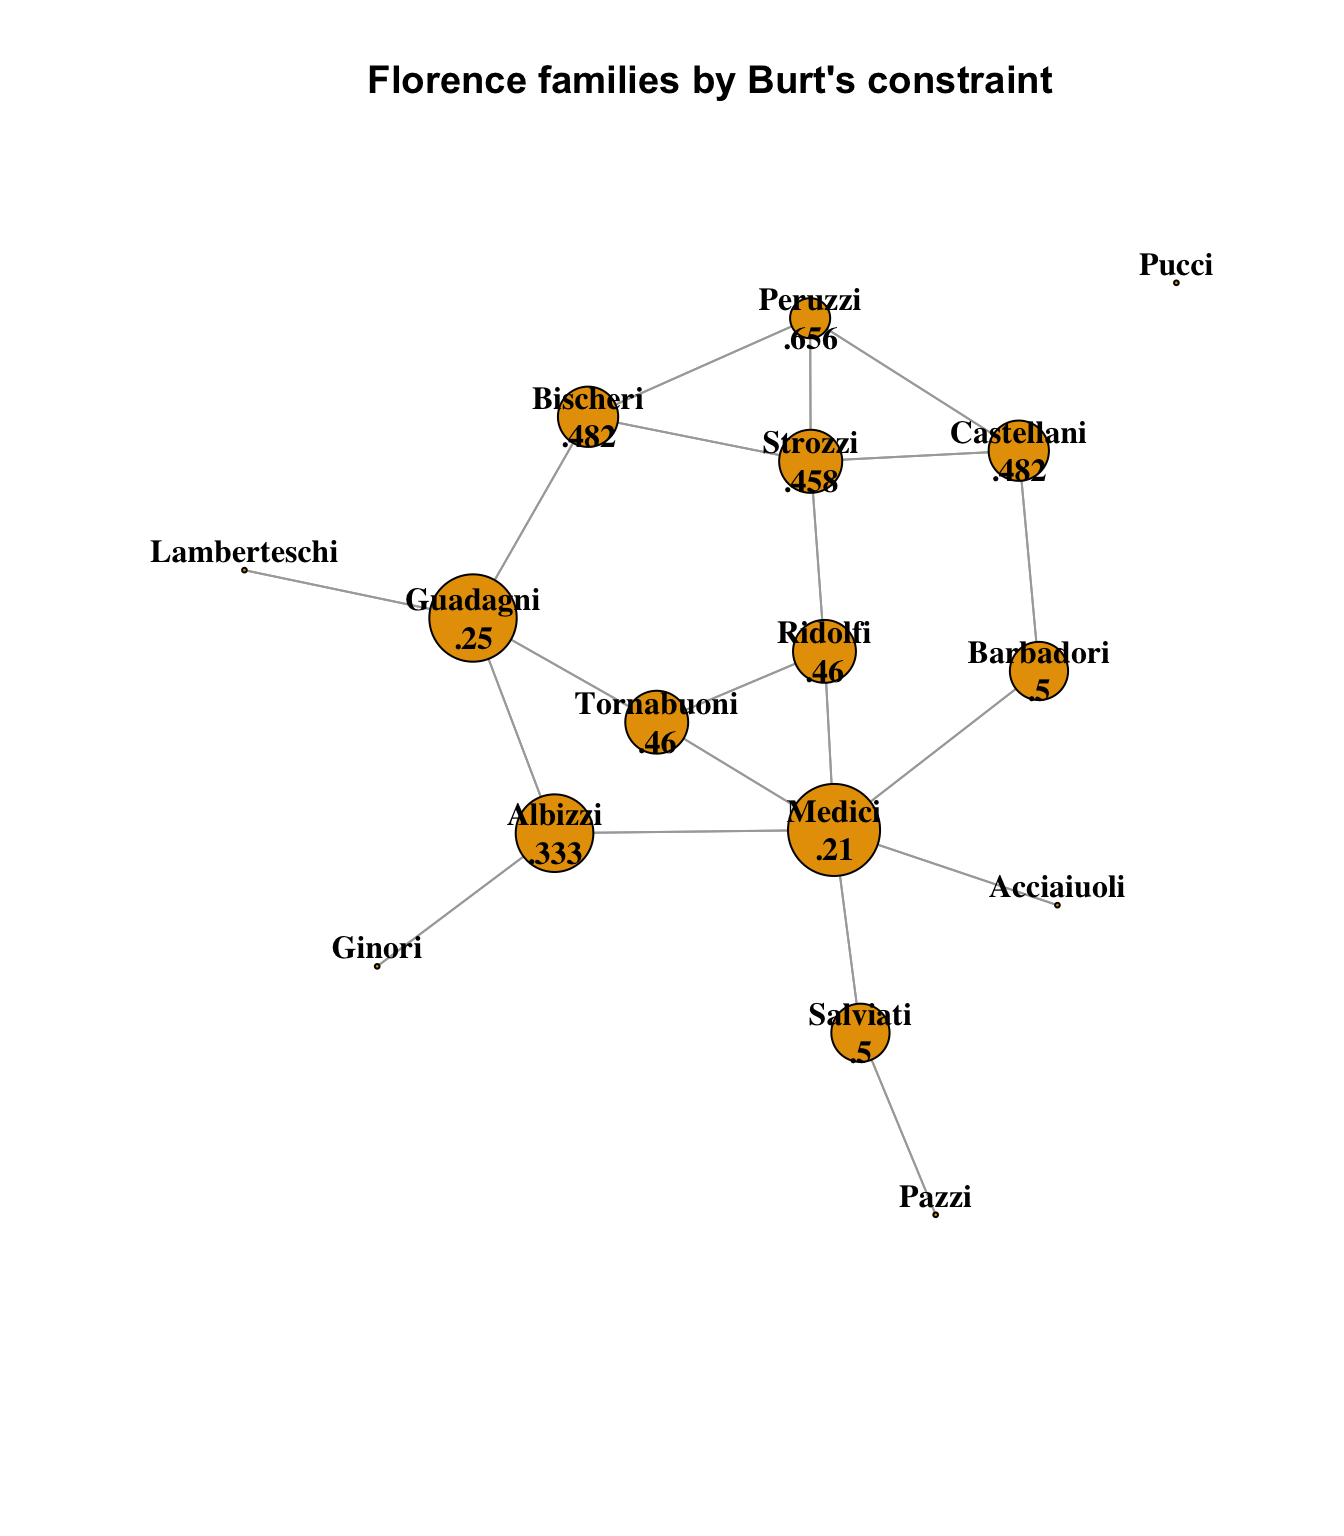 Florence families by Burt's constraint
Pucci
Peruzzi
.656
Bischeri
.482
Strozzi
.458
Castellani
.482
Lamberteschi
Guadagni
.25
Ridolfi
.46
Barbadori
.5
Tornabuoni
.46
Albizzi
.333
Medici
.21
Acciaiuoli
Ginori
Salviati
.5
Pazzi